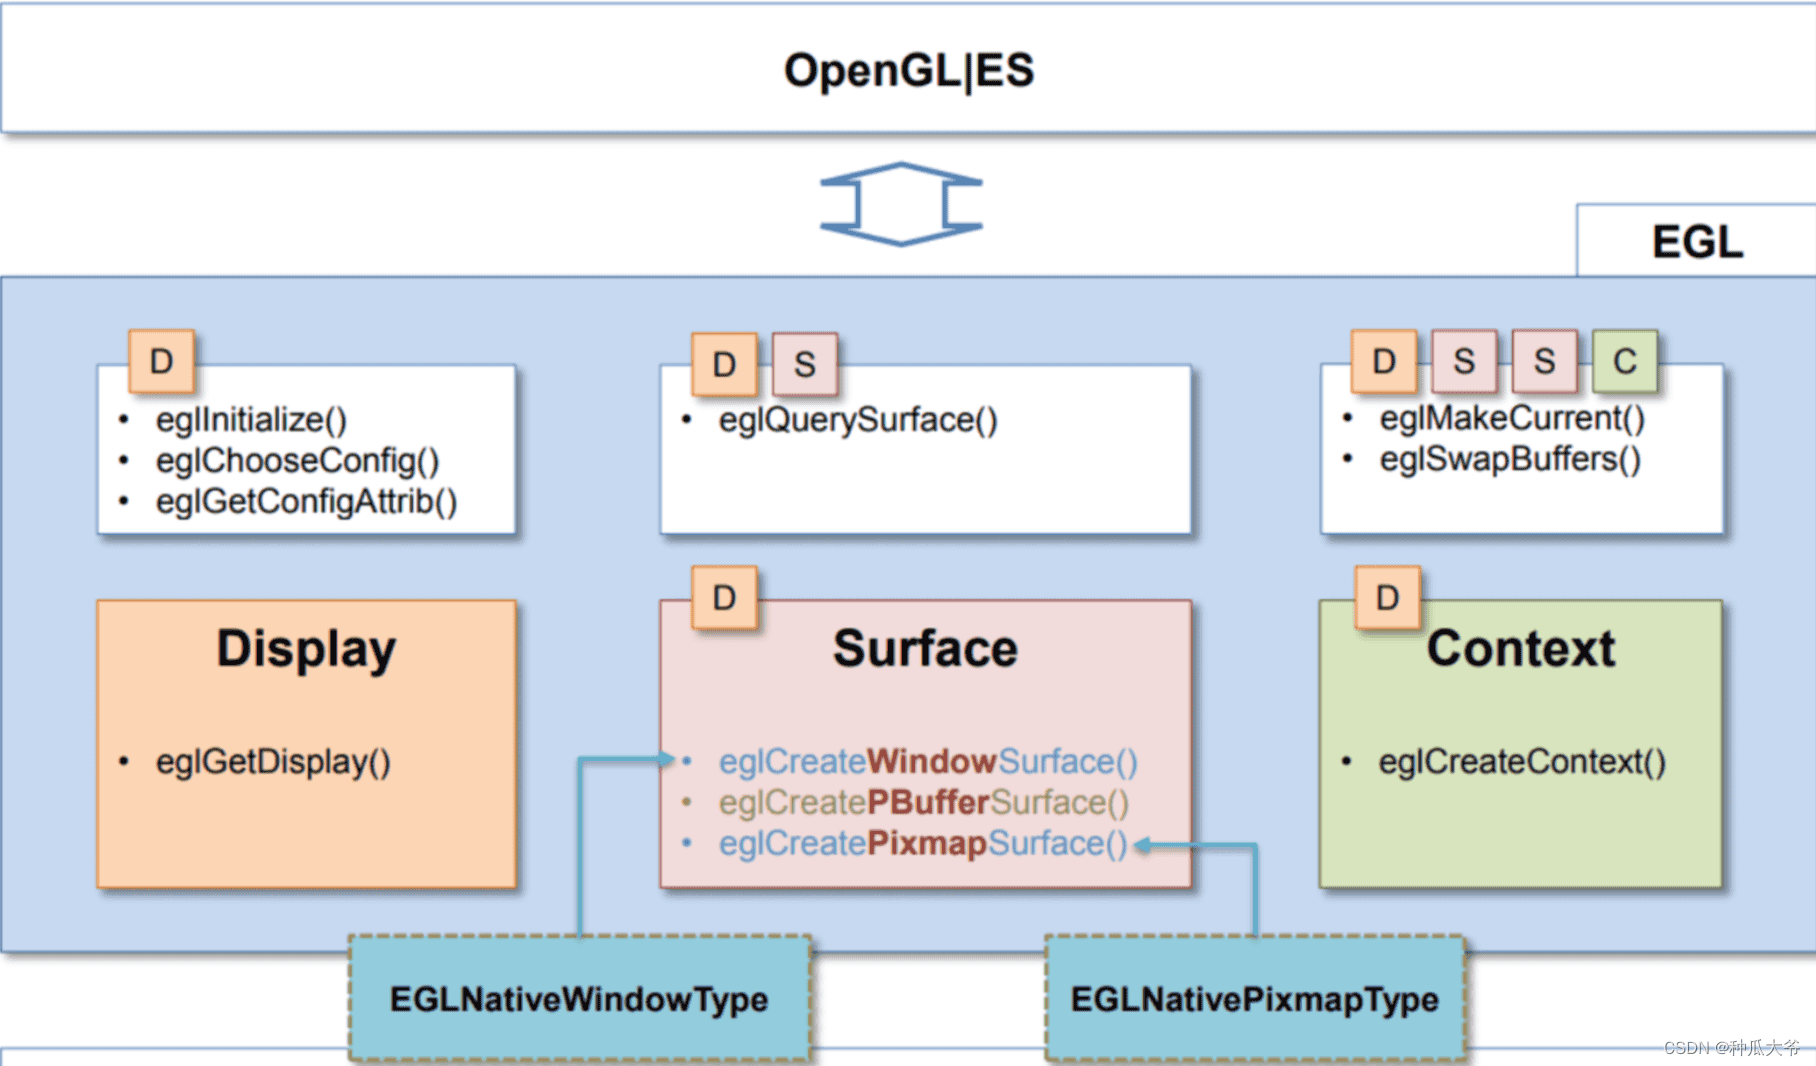 OpenGL|ES
EGL
D
• eglInitialize()
• eglChooseConfig()
• eglGetConfigAttrib()
D S
• eglQuerySurface()
D S S C
• eglMakeCurrent()
• eglSwapBuffers()
Display
• eglGetDisplay()
D
Surface
• eglCreateWindowSurface()
• eglCreatePBufferSurface()
• eglCreatePixmapSurface()
D
Context
• eglCreateContext()
EGLNativeWindowType
EGLNativePixmapType
CSDN @种瓜大爷